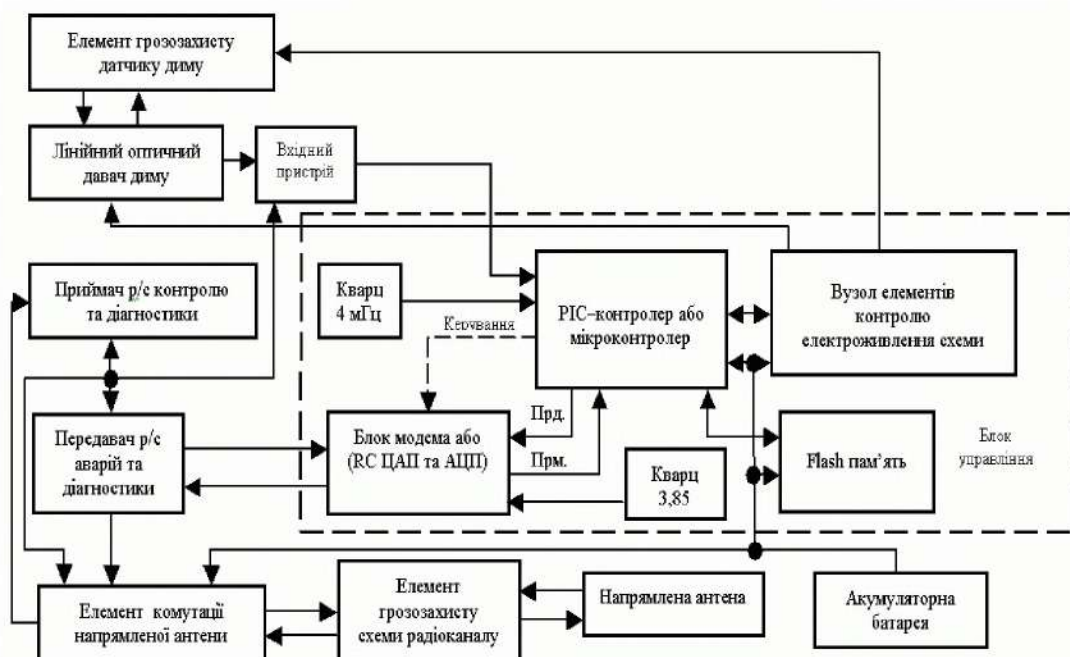 Елемент грозозахисту
датчику диму
Лінійний оптичний
давач диму
Вхідний
пристрій
Приймач р/с контролю
та діагностики
Кварц
4 мГц
Керування
PIC–контролер або
мікроконтролер
Вузол елементів
контролю
електроживлення схеми
Передавач р/с
аварій та
діагностики
Блок модема або
(RC ЦАП та АЦП)
Прд.
Прм.
Кварц
3,85
Flash пам’ять
Блок
управління
Елемент комутації
напрямленої антени
Елемент
грозозахисту
схеми радіоканалу
Напрямлена антена
Акумуляторна
батарея